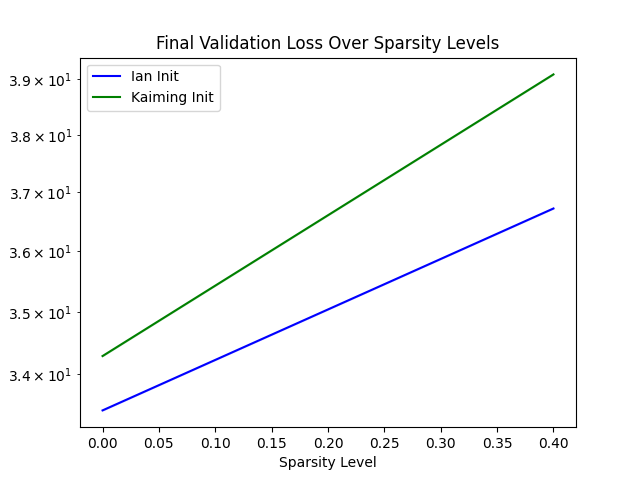 Final Validation Loss Over Sparsity Levels
Ian Init
Kaiming Init
3.9 × 10¹
3.8 × 10¹
3.7 × 10¹
3.6 × 10¹
3.5 × 10¹
3.4 × 10¹
0.00 0.05 0.10 0.15 0.20 0.25 0.30 0.35 0.40
Sparsity Level